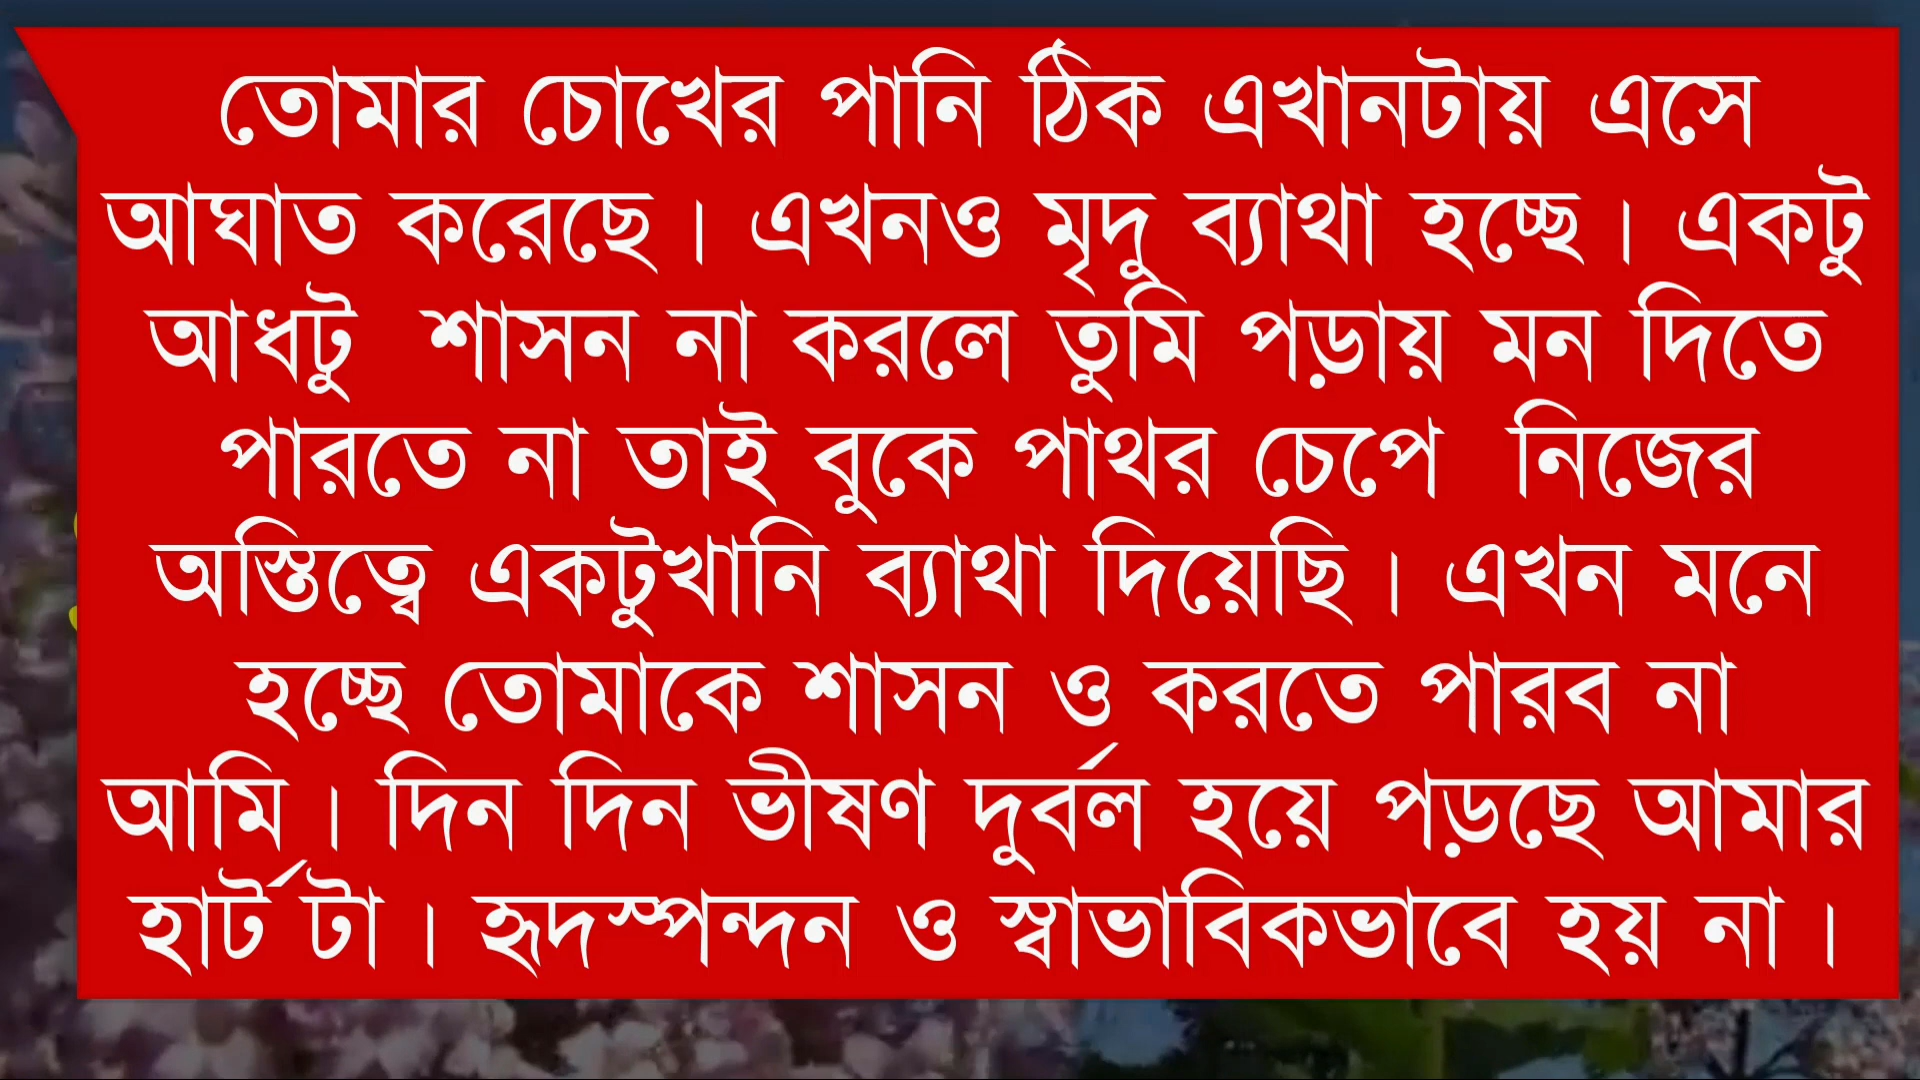 তোমার চোখের পানি ঠিক এখানটায় এসে
আঘাত করেছে। এখনও মৃদু ব্যাথা হচ্ছে। একটু
আধটু শাসন না করলে তুমি পড়ায় মন দিতে
পারতে না তাই বুকে পাথর চেপে নিজের
অস্তিত্বে একটুখানি ব্যাথা দিয়েছি। এখন মনে
হচ্ছে তোমাকে শাসন ও করতে পারব না
আমি। দিন দিন ভীষণ দুর্বল হয়ে পড়ছে আমার
হার্ট টা। হৃদস্পন্দন ও স্বাভাবিকভাবে হয় না।